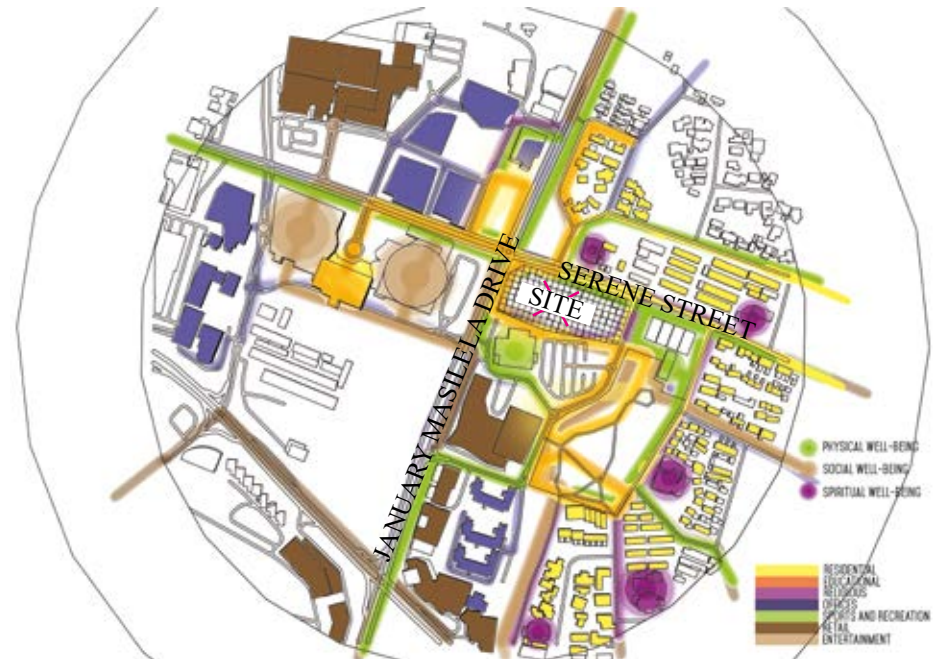 SERENE STREET
SITE
JANUARY MASILELA DRIVE
PHYSICAL WELL-BEING
SOCIAL WELL-BEING
SPIRITUAL WELL-BEING
RESIDENTIAL
EDUCATIONAL
RELIGIOUS
OFFICES
SPORTS AND RECREATION
RETAIL
ENTERTAINMENT